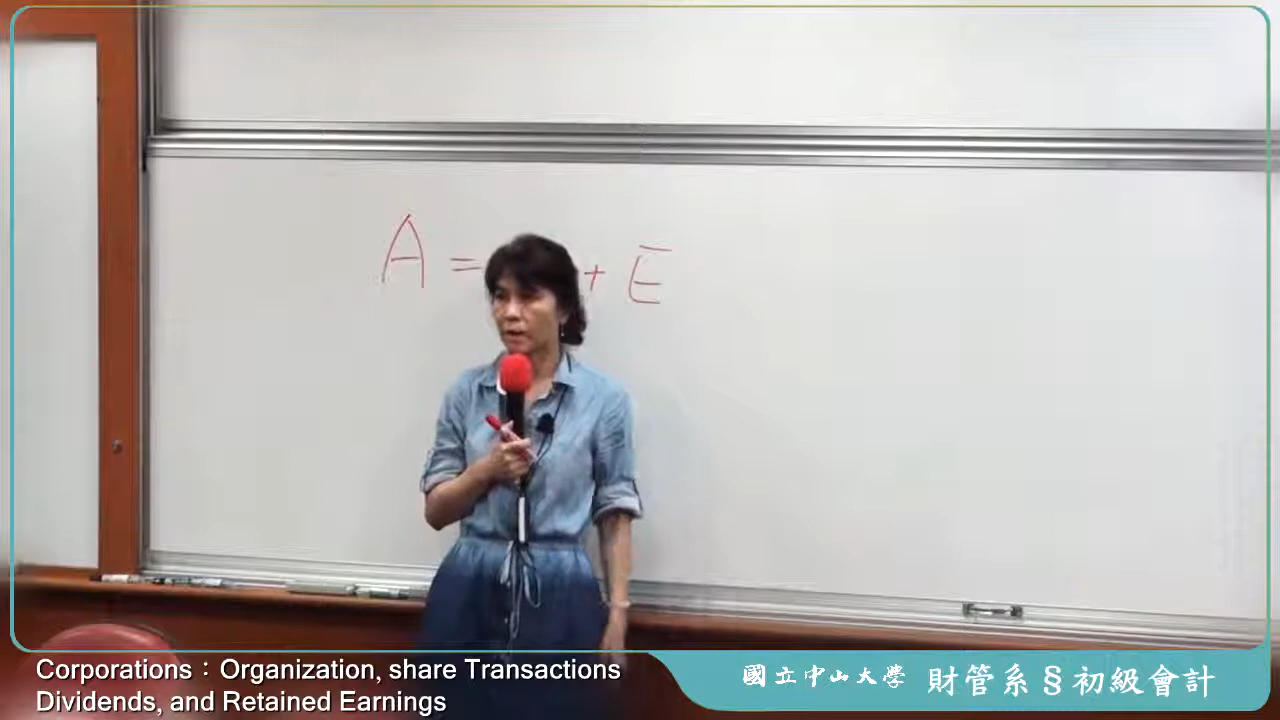 A = + E
Corporations：Organization, share Transactions
Dividends, and Retained Earnings
國立中山大學 財管系§初級會計